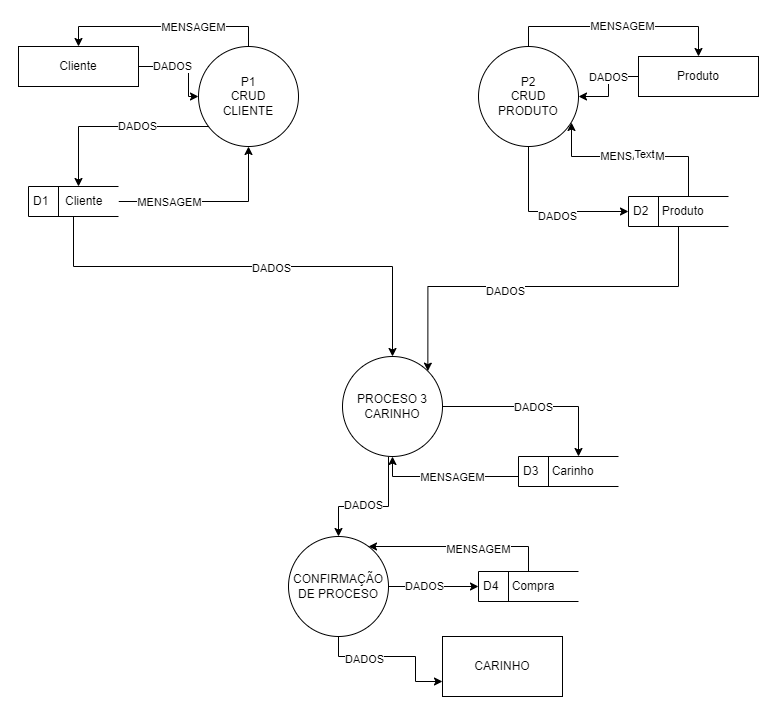 MENSAGEM
MENSAGEM
Cliente
DADOS
P1
CRUD
CLIENTE
P2
CRUD
PRODUTO
DADOS
Produto
DADOS
MENS
Text
M
D1
Cliente
MENSAGEM
DADOS
D2
Produto
DADOS
DADOS
PROCESO 3
CARINHO
DADOS
MENSAGEM
D3
Carinho
DADOS
MENSAGEM
CONFIRMAÇÃO
DE PROCESO
DADOS
D4
Compra
DADOS
CARINHO